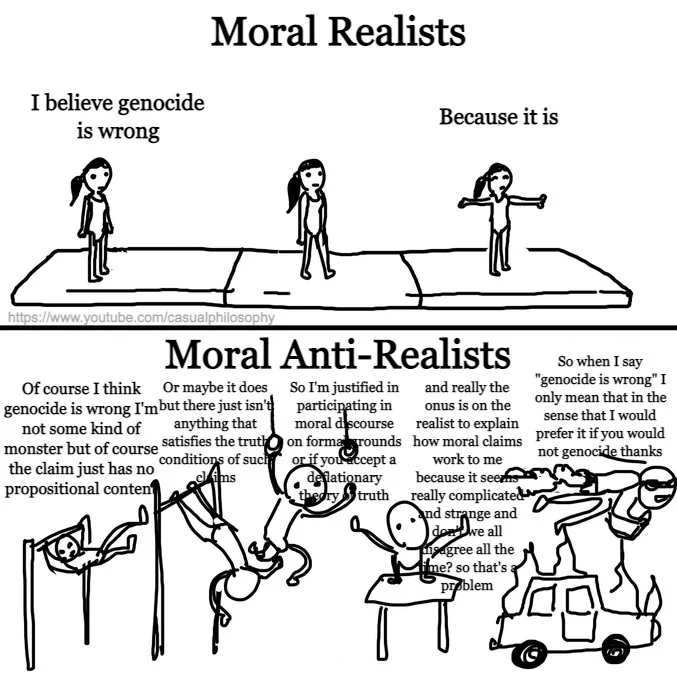 Moral Realists
I believe genocide
is wrong
Because it is
https://www.youtube.com/casualphilosophy
Moral Anti-Realists
Of course I think
genocide is wrong I'm
not some kind of
monster but of course
the claim just has no
propositional content
Or maybe it does
but there just isn't
anything that
satisfies the truth
conditions of such
claims
So I'm justified in
participating in
moral discourse
on formal grounds
or if you accept a
deflationary
theory of truth
and really the
onus is on the
realist to explain
how moral claims
work to me
because it seems
really complicated
and strange and
don't we all
disagree all the
time? so that's a
problem
So when I say
"genocide is wrong" I
only mean that in the
sense that I would
prefer it if you would
not genocide thanks